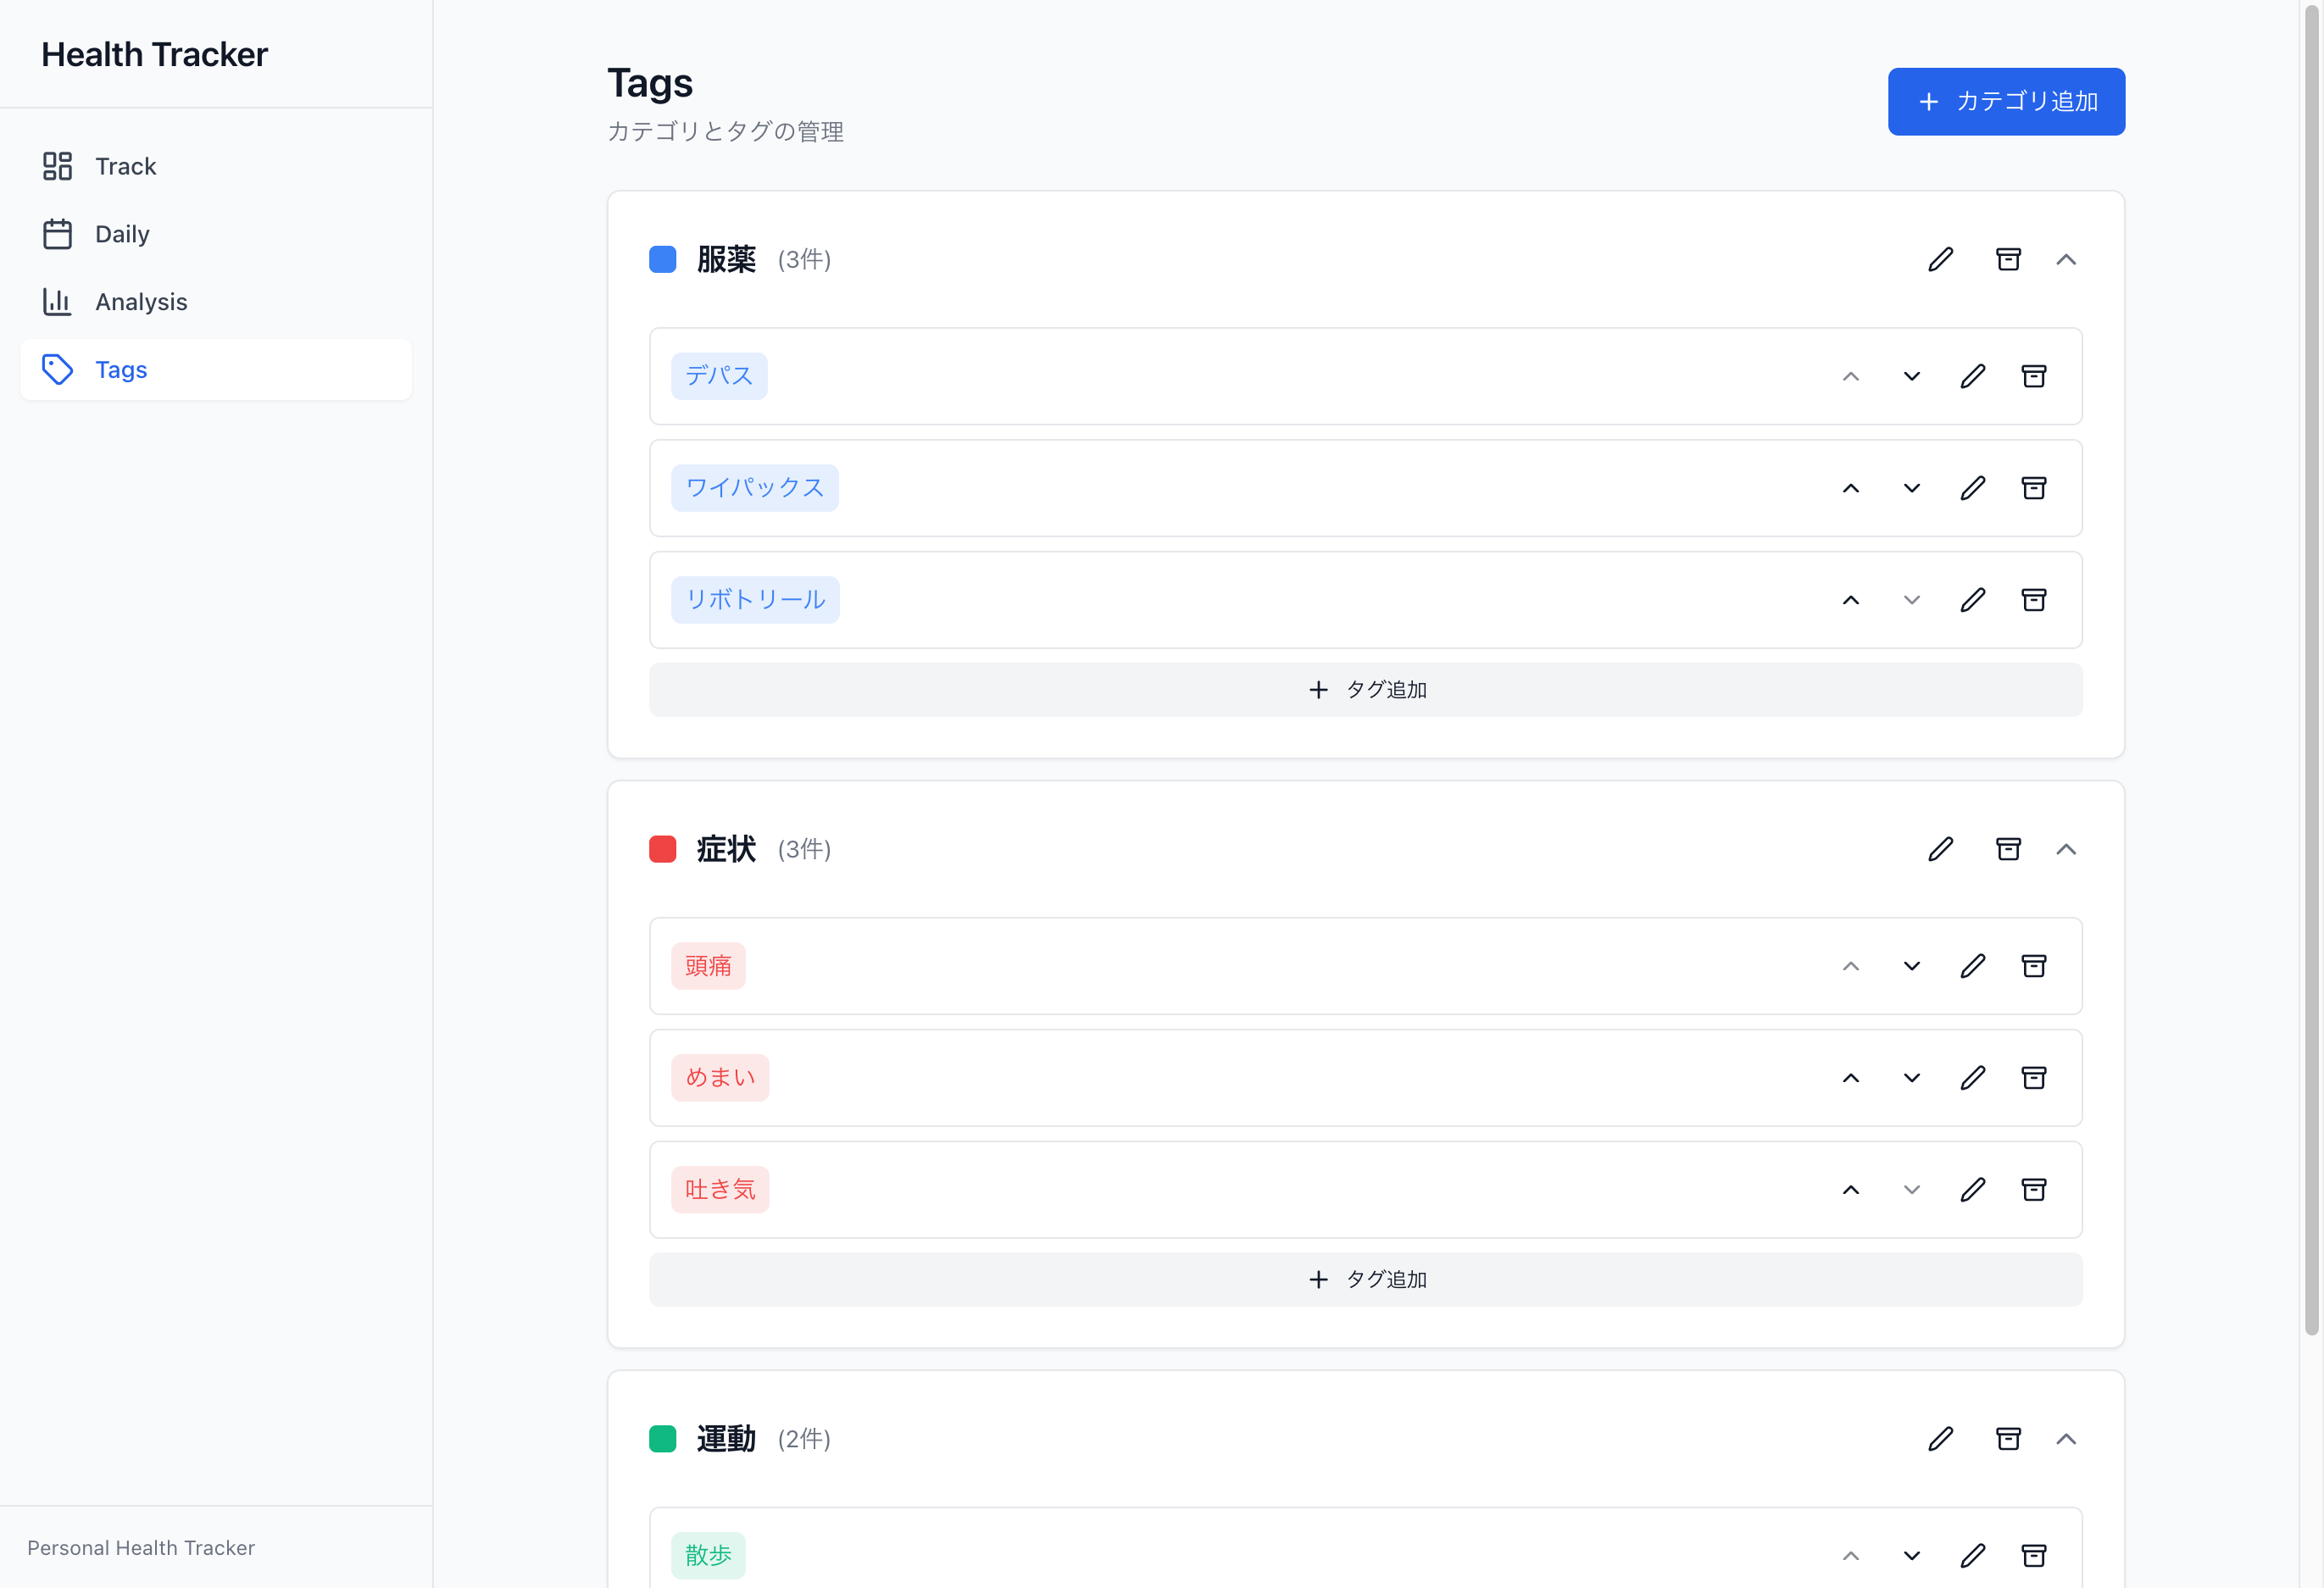 Health Tracker
Track
Daily
Analysis
Tags
Personal Health Tracker
Tags
カテゴリとタグの管理
カテゴリ追加
服薬 (3件)
デパス
ワイパックス
リボトリール
タグ追加
症状 (3件)
頭痛
めまい
吐き気
タグ追加
運動 (2件)
散歩